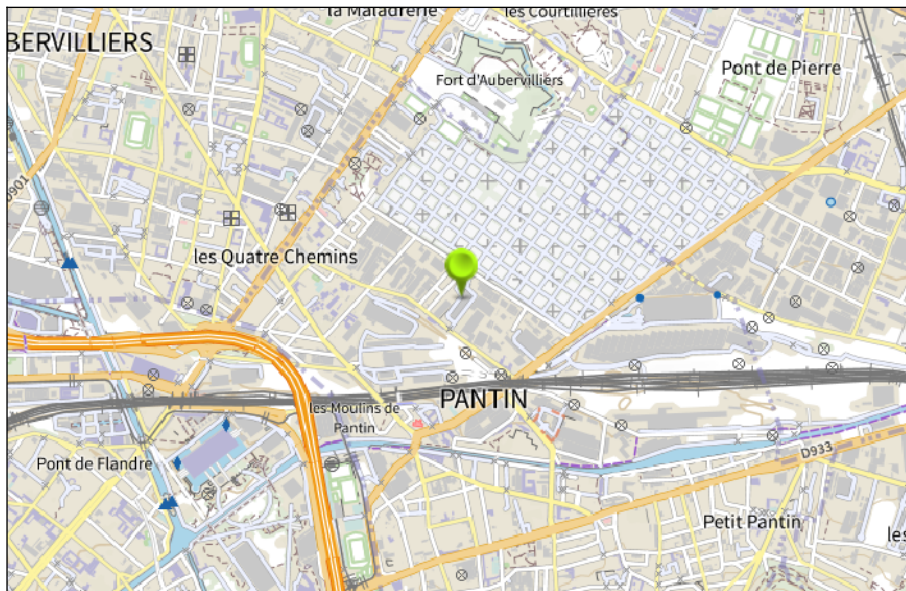 la Maladrerie
les Courtillières
BERVILLIERS
Fort d'Aubervilliers
Pont de Pierre
D901
les Quatre Chemins
PANTIN
les Moulins de
Pantin
Pont de Flandre
D933
Petit Pantin
les